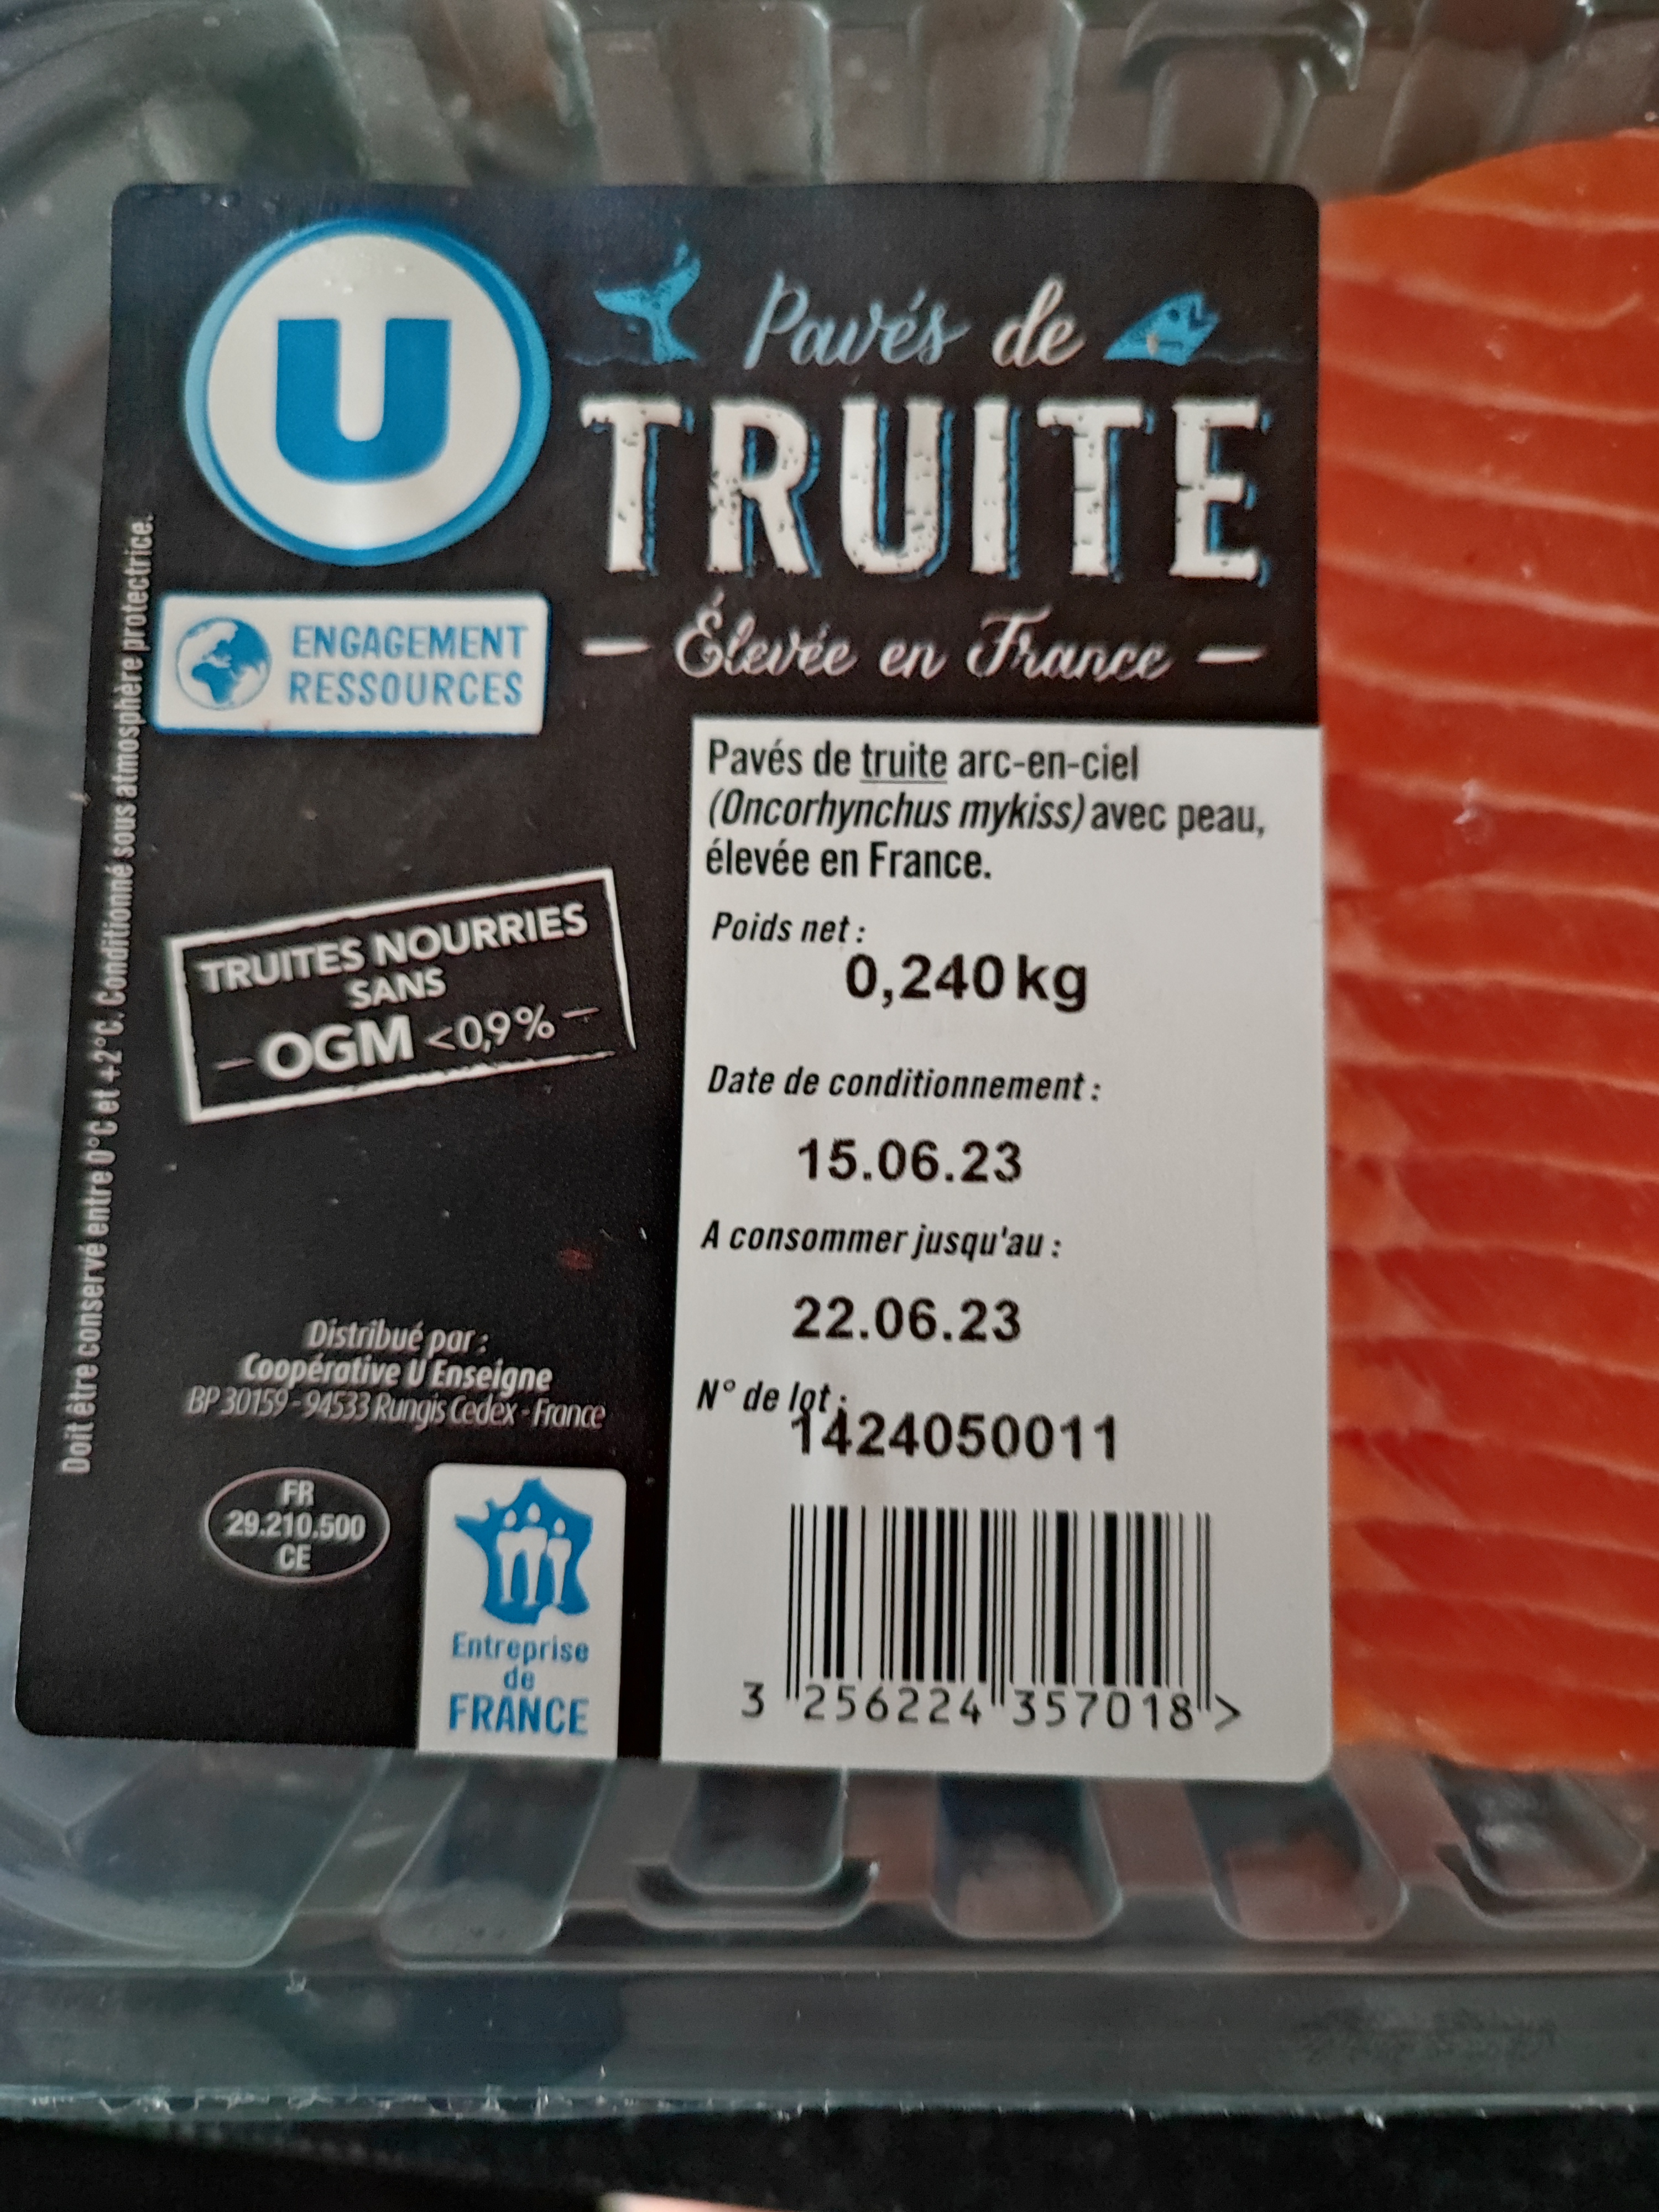 U
Pavés de
TRUITE
Élevée en France
ENGAGEMENT
RESSOURCES
Doit être conservé entre 0°C et +2°C. Conditionné sous atmosphère protectrice.
TRUITES NOURRIES
SANS
- OGM <0,9% -
Pavés de truite arc-en-ciel
(Oncorhynchus mykiss) avec peau,
élevée en France.
Poids net :
0,240 kg
Date de conditionnement :
15.06.23
A consommer jusqu'au :
22.06.23
N° de lot :
1424050011
3 256224 357018 >
Distribué par :
Coopérative U Enseigne
BP 30159 - 94533 Rungis Cedex - France
FR
29.210.500
CE
Entreprise
de
FRANCE